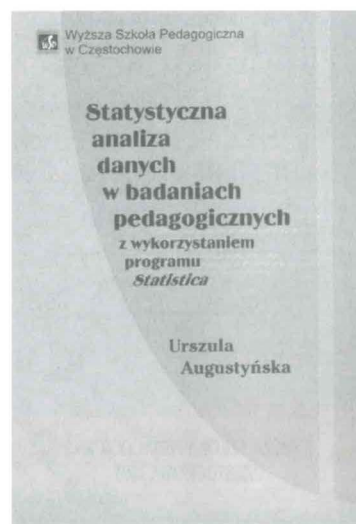 Wyższa Szkoła Pedagogiczna
w Częstochowie
Statystyczna
analiza
danych
w badaniach
pedagogicznych
z wykorzystaniem
programu
Statistica
Urszula
Augustyńska